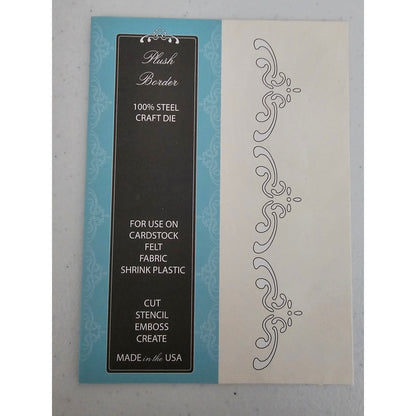 Plush
Border
100% STEEL
CRAFT DIE
FOR USE ON
CARDSTOCK
FELT
FABRIC
SHRINK PLASTIC
CUT
STENCIL
EMBOSS
CREATE
MADE in the USA